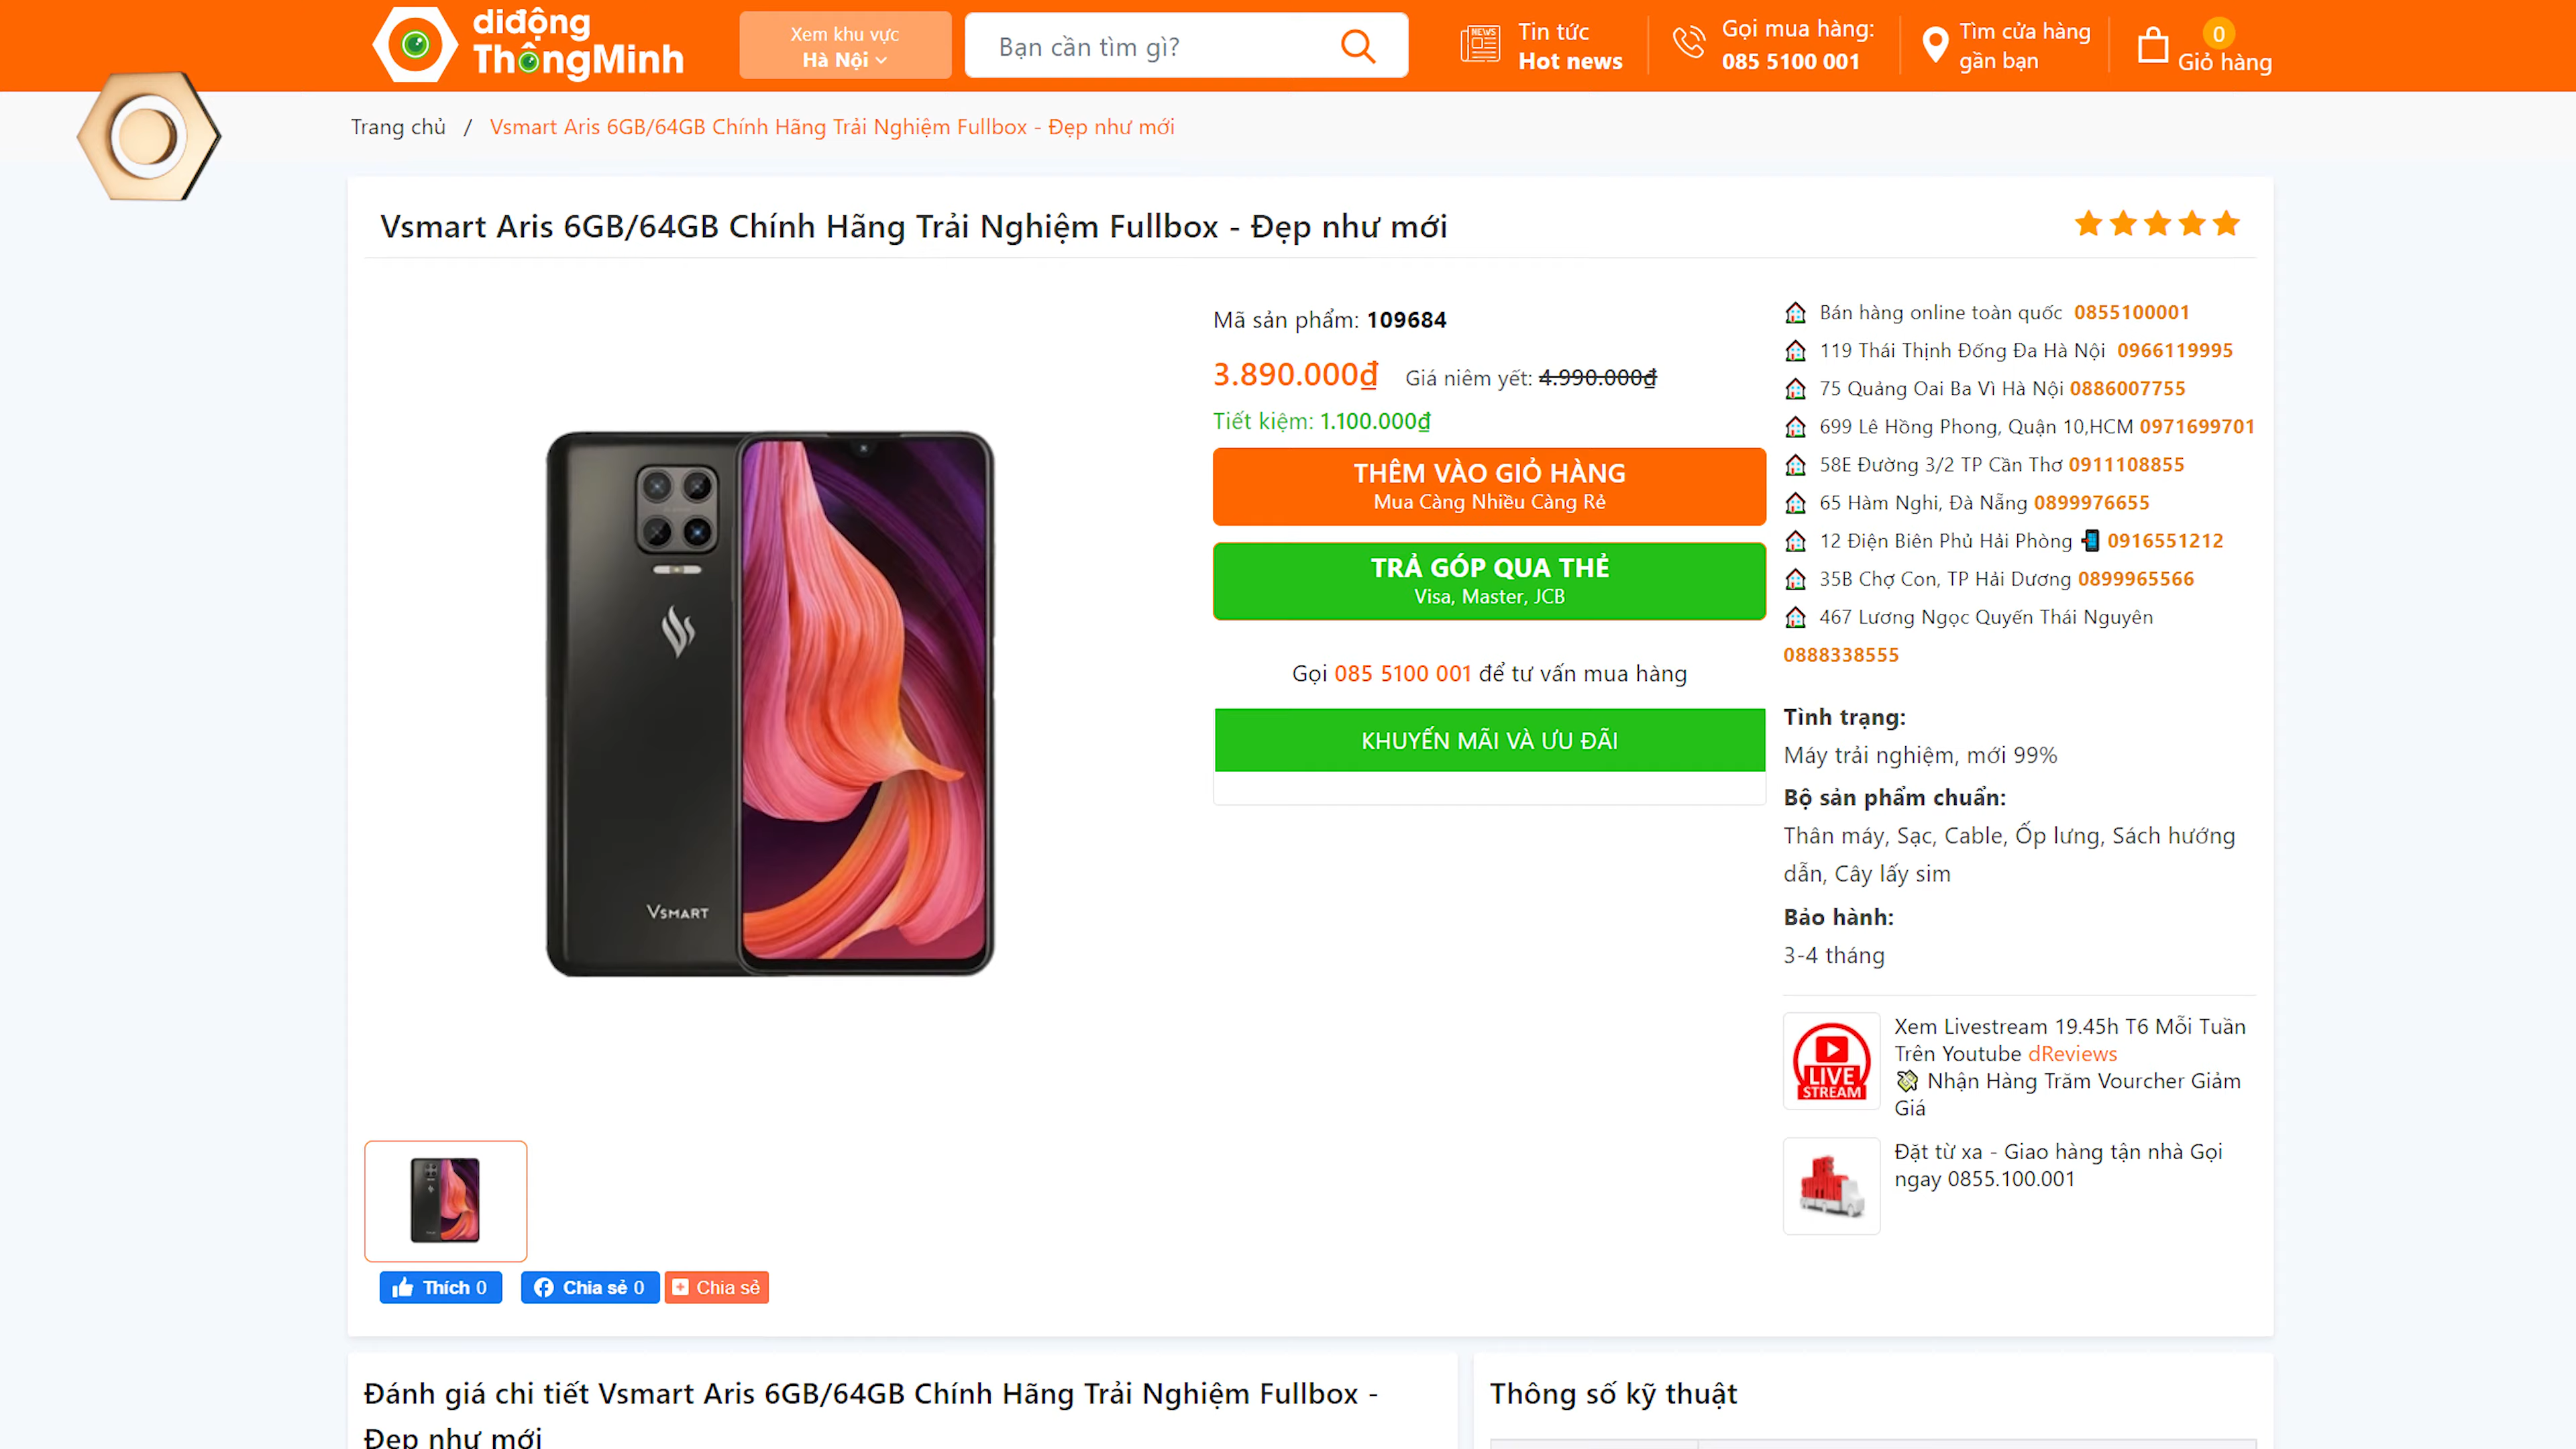 diđộng
ThôngMinh
Xem khu vực
Hà Nội
Bạn cần tìm gì?
NEWS
Tin tức
Hot news
Gọi mua hàng:
085 5100 001
Tìm cửa hàng
gần bạn
0
Giỏ hàng
Trang chủ / Vsmart Aris 6GB/64GB Chính Hãng Trải Nghiệm Fullbox - Đẹp như mới
Vsmart Aris 6GB/64GB Chính Hãng Trải Nghiệm Fullbox - Đẹp như mới
VSMART
Mã sản phẩm: 109684
3.890.000₫ Giá niêm yết: 4.990.000₫
Tiết kiệm: 1.100.000₫
THÊM VÀO GIỎ HÀNG
Mua Càng Nhiều Càng Rẻ
TRẢ GÓP QUA THẺ
Visa, Master, JCB
Gọi 085 5100 001 để tư vấn mua hàng
KHUYẾN MÃI VÀ ƯU ĐÃI
Bán hàng online toàn quốc 0855100001
119 Thái Thịnh Đống Đa Hà Nội 0966119995
75 Quảng Oai Ba Vì Hà Nội 0886007755
699 Lê Hồng Phong, Quận 10,HCM 0971699701
58E Đường 3/2 TP Cần Thơ 0911108855
65 Hàm Nghi, Đà Nẵng 0899976655
12 Điện Biên Phủ Hải Phòng 📲 0916551212
35B Chợ Con, TP Hải Dương 0899965566
467 Lương Ngọc Quyến Thái Nguyên
0888338555
Tình trạng:
Máy trải nghiệm, mới 99%
Bộ sản phẩm chuẩn:
Thân máy, Sạc, Cable, Ốp lưng, Sách hướng
dẫn, Cây lấy sim
Bảo hành:
3-4 tháng
LIVE
STREAM
Xem Livestream 19.45h T6 Mỗi Tuần
Trên Youtube dReviews
💸 Nhận Hàng Trăm Vourcher Giảm
Giá
Đặt từ xa - Giao hàng tận nhà Gọi
ngay 0855.100.001
Thích 0
Chia sẻ 0
Chia sẻ
Đánh giá chi tiết Vsmart Aris 6GB/64GB Chính Hãng Trải Nghiệm Fullbox -
Đẹp như mới
Thông số kỹ thuật